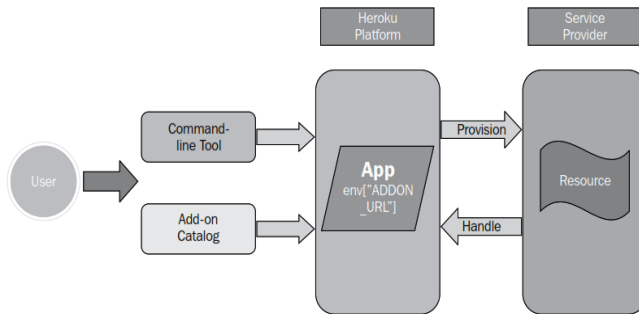 Heroku
Platform
Service
Provider
User
Command-
line Tool
Add-on
Catalog
App
env["ADDON
_URL"]
Provision
Handle
Resource